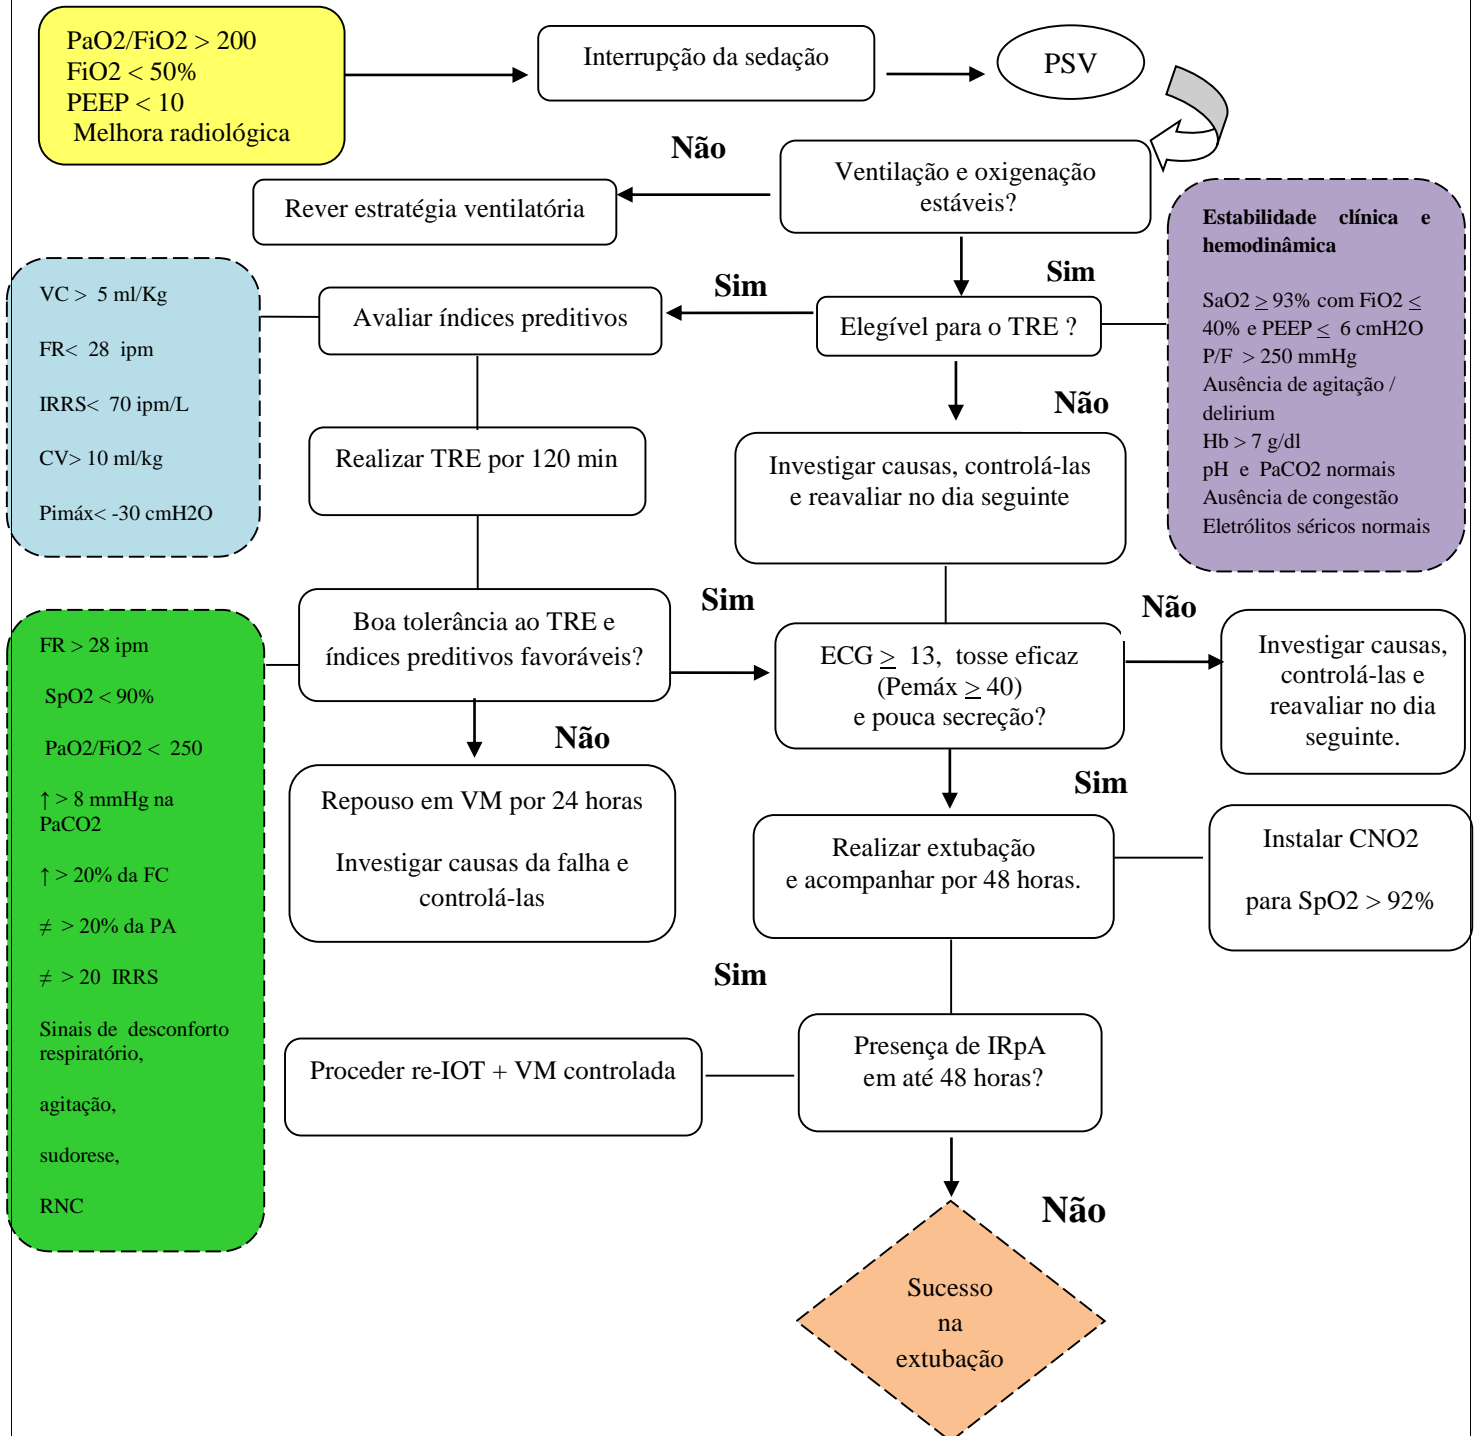 PaO2/FiO2 > 200
FiO2 < 50%
PEEP < 10
Melhora radiológica
Interrupção da sedação
PSV
Não
Ventilação e oxigenação
estáveis?
Rever estratégia ventilatória
Estabilidade clínica e
hemodinâmica
SaO2 ≥ 93% com FiO2 ≤
40% e PEEP ≤ 6 cmH2O
P/F > 250 mmHg
Ausência de agitação /
delirium
Hb > 7 g/dl
pH e PaCO2 normais
Ausência de congestão
Eletrólitos séricos normais
Sim
Sim
Elegível para o TRE ?
Avaliar índices preditivos
VC > 5 ml/Kg
FR< 28 ipm
IRRS< 70 ipm/L
CV> 10 ml/kg
Pimáx< -30 cmH2O
Não
Realizar TRE por 120 min
Investigar causas, controlá-las
e reavaliar no dia seguinte
Boa tolerância ao TRE e
índices preditivos favoráveis?
Sim
ECG ≥ 13, tosse eficaz
(Pemáx ≥ 40)
e pouca secreção?
Não
Investigar causas,
controlá-las e
reavaliar no dia
seguinte.
FR > 28 ipm
SpO2 < 90%
PaO2/FiO2 < 250
↑ > 8 mmHg na
PaCO2
↑ > 20% da FC
≠ > 20% da PA
≠ > 20 IRRS
Sinais de desconforto
respiratório,
agitação,
sudorese,
RNC
Não
Repouso em VM por 24 horas
Investigar causas da falha e
controlá-las
Sim
Realizar extubação
e acompanhar por 48 horas.
Instalar CNO2
para SpO2 > 92%
Sim
Presença de IRpA
em até 48 horas?
Proceder re-IOT + VM controlada
Não
Sucesso
na
extubação